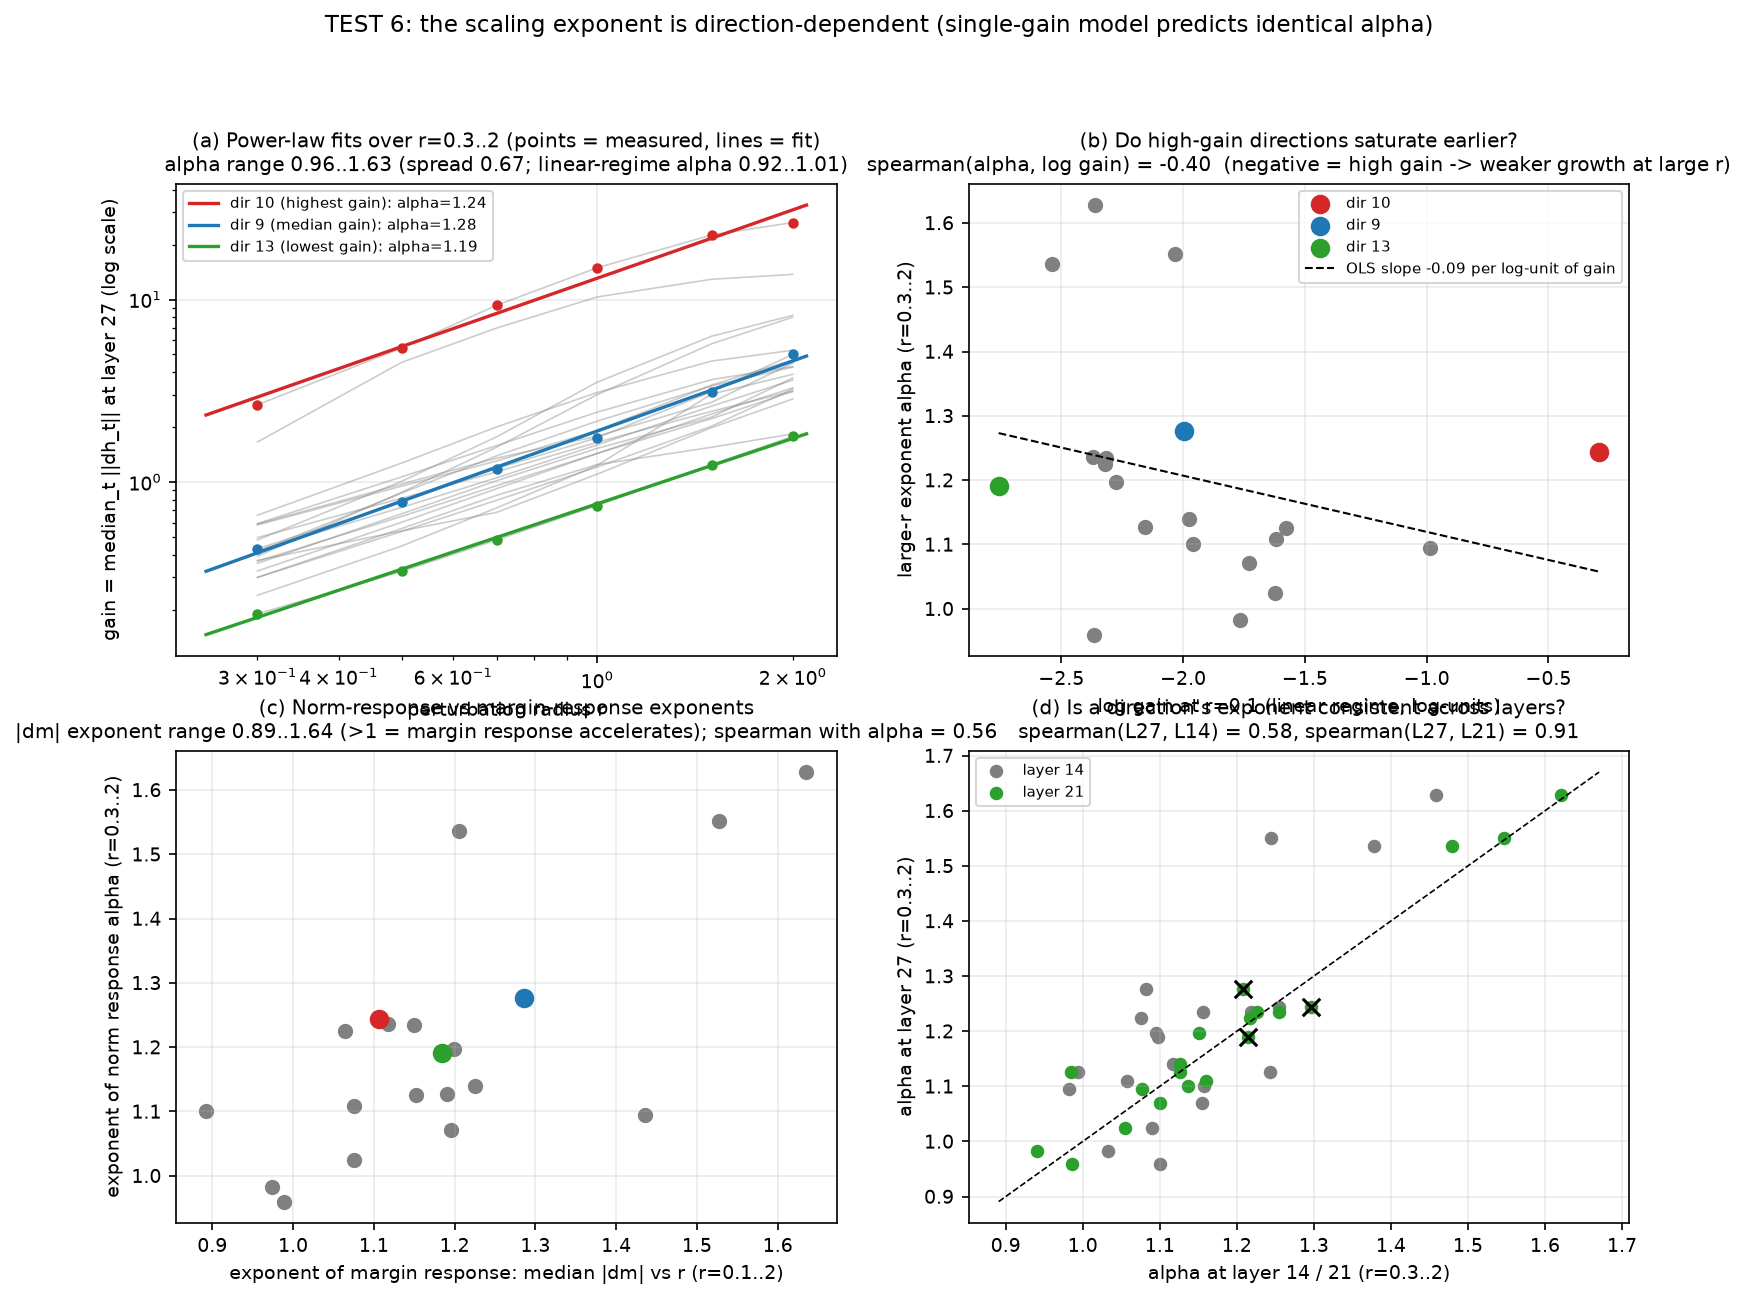 TEST 6: the scaling exponent is direction-dependent (single-gain model predicts identical alpha)
(a) Power-law fits over r=0.3..2 (points = measured, lines = fit)
alpha range 0.96..1.63 (spread 0.67; linear-regime alpha 0.92..1.01)
dir 10 (highest gain): alpha=1.24
dir 9 (median gain): alpha=1.28
dir 13 (lowest gain): alpha=1.19
gain = median_t ||dh_t|| at layer 27 (log scale)
10¹
10⁰
3 × 10⁻¹ 4 × 10⁻¹ 6 × 10⁻¹ 10⁰ 2 × 10⁰
perturbation radius r
(b) Do high-gain directions saturate earlier?
spearman(alpha, log gain) = -0.40 (negative = high gain -> weaker growth at large r)
dir 10
dir 9
dir 13
OLS slope -0.09 per log-unit of gain
large-r exponent alpha (r=0.3..2)
1.6
1.5
1.4
1.3
1.2
1.1
1.0
−2.5 −2.0 −1.5 −1.0 −0.5
log gain at r=0.1 (linear regime, log-units)
(c) Norm-response vs margin-response exponents
|dm| exponent range 0.89..1.64 (>1 = margin response accelerates); spearman with alpha = 0.56
exponent of norm response alpha (r=0.3..2)
1.6
1.5
1.4
1.3
1.2
1.1
1.0
0.9 1.0 1.1 1.2 1.3 1.4 1.5 1.6
exponent of margin response: median |dm| vs r (r=0.1..2)
(d) Is a direction's exponent consistent across layers?
spearman(L27, L14) = 0.58, spearman(L27, L21) = 0.91
layer 14
layer 21
alpha at layer 27 (r=0.3..2)
1.7
1.6
1.5
1.4
1.3
1.2
1.1
1.0
0.9
0.9 1.0 1.1 1.2 1.3 1.4 1.5 1.6 1.7
alpha at layer 14 / 21 (r=0.3..2)